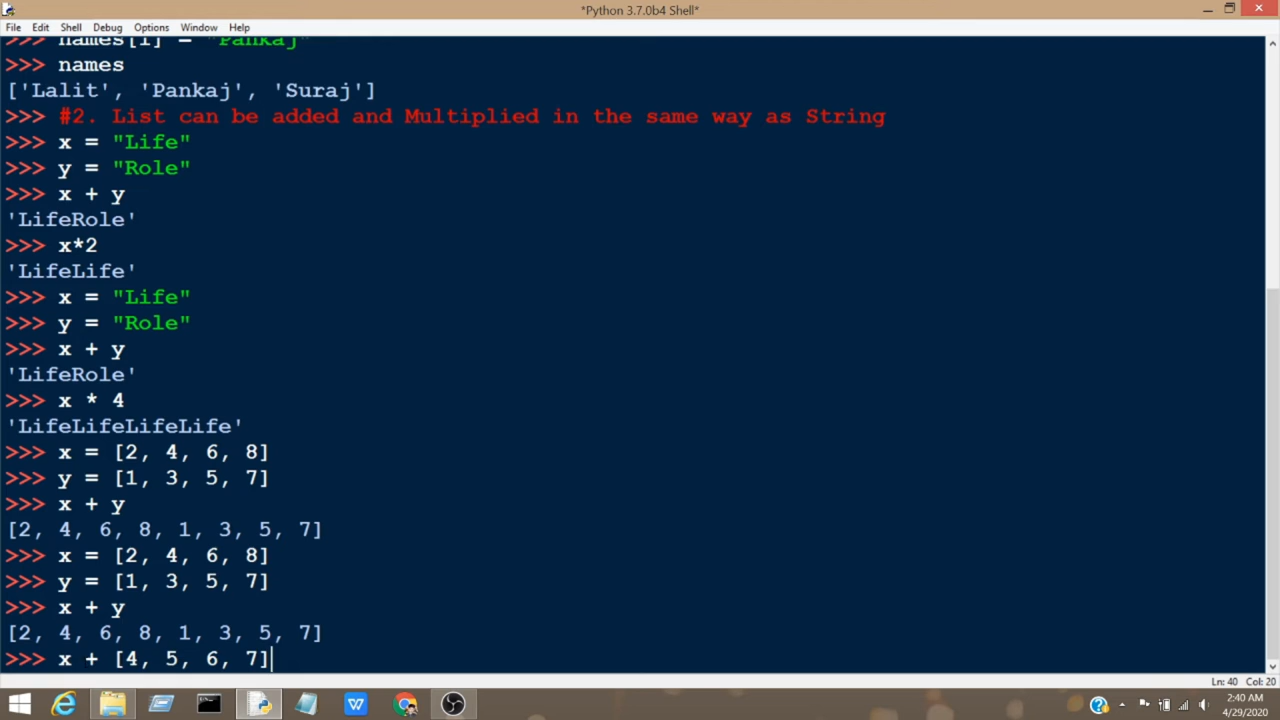 *Python 3.7.0b4 Shell*
File Edit Shell Debug Options Window Help
>>> names[1] = "Pankaj"
>>> names
['Lalit', 'Pankaj', 'Suraj']
>>> #2. List can be added and Multiplied in the same way as String
>>> x = "Life"
>>> y = "Role"
>>> x + y
'LifeRole'
>>> x*2
'LifeLife'
>>> x = "Life"
>>> y = "Role"
>>> x + y
'LifeRole'
>>> x * 4
'LifeLifeLifeLife'
>>> x = [2, 4, 6, 8]
>>> y = [1, 3, 5, 7]
>>> x + y
[2, 4, 6, 8, 1, 3, 5, 7]
>>> x = [2, 4, 6, 8]
>>> y = [1, 3, 5, 7]
>>> x + y
[2, 4, 6, 8, 1, 3, 5, 7]
>>> x + [4, 5, 6, 7]
Ln: 40 Col: 20
2:40 AM
4/29/2020